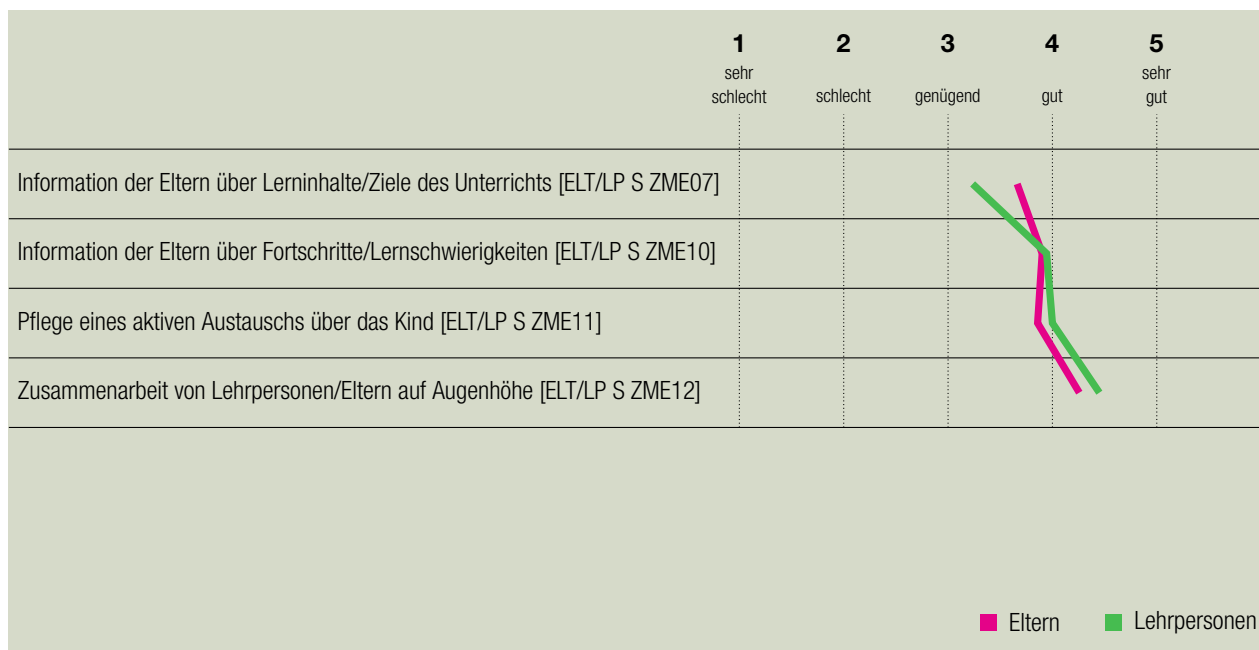 1 2 3 4 5
sehr schlecht schlecht genügend gut sehr gut
Information der Eltern über Lerninhalte/Ziele des Unterrichts [ELT/LP S ZME07]
Information der Eltern über Fortschritte/Lernschwierigkeiten [ELT/LP S ZME10]
Pflege eines aktiven Austauschs über das Kind [ELT/LP S ZME11]
Zusammenarbeit von Lehrpersonen/Eltern auf Augenhöhe [ELT/LP S ZME12]
Eltern Lehrpersonen